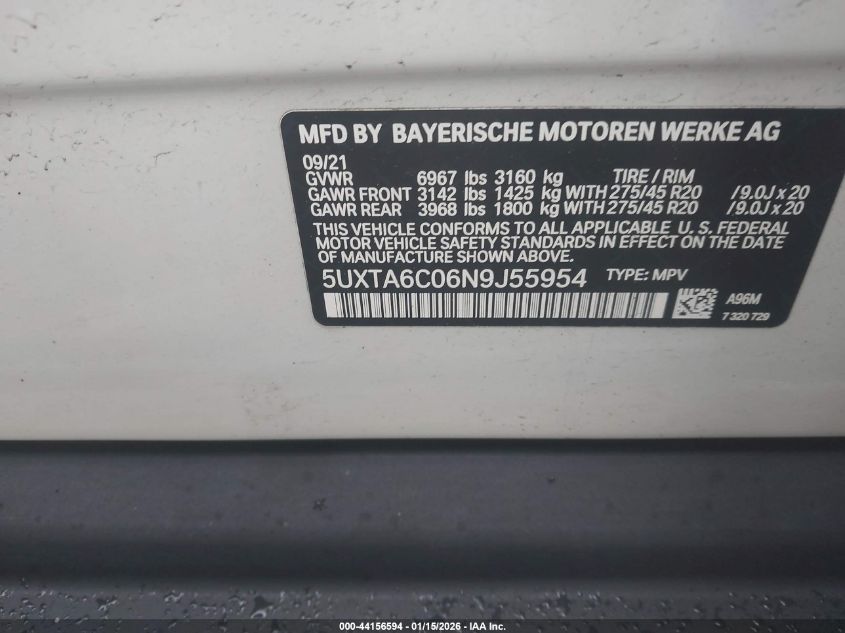 MFD BY BAYERISCHE MOTOREN WERKE AG
09/21
GVWR 6967 lbs 3160 kg TIRE / RIM
GAWR FRONT 3142 lbs 1425 kg WITH 275/45 R20 /9.0J x 20
GAWR REAR 3968 lbs 1800 kg WITH 275/45 R20 /9.0J x 20
THIS VEHICLE CONFORMS TO ALL APPLICABLE U. S. FEDERAL
MOTOR VEHICLE SAFETY STANDARDS IN EFFECT ON THE DATE
OF MANUFACTURE SHOWN ABOVE.
5UXTA6C06N9J55954 TYPE: MPV
A96M
7 320 729
000-44156594 - 01/15/2026 - IAA Inc.